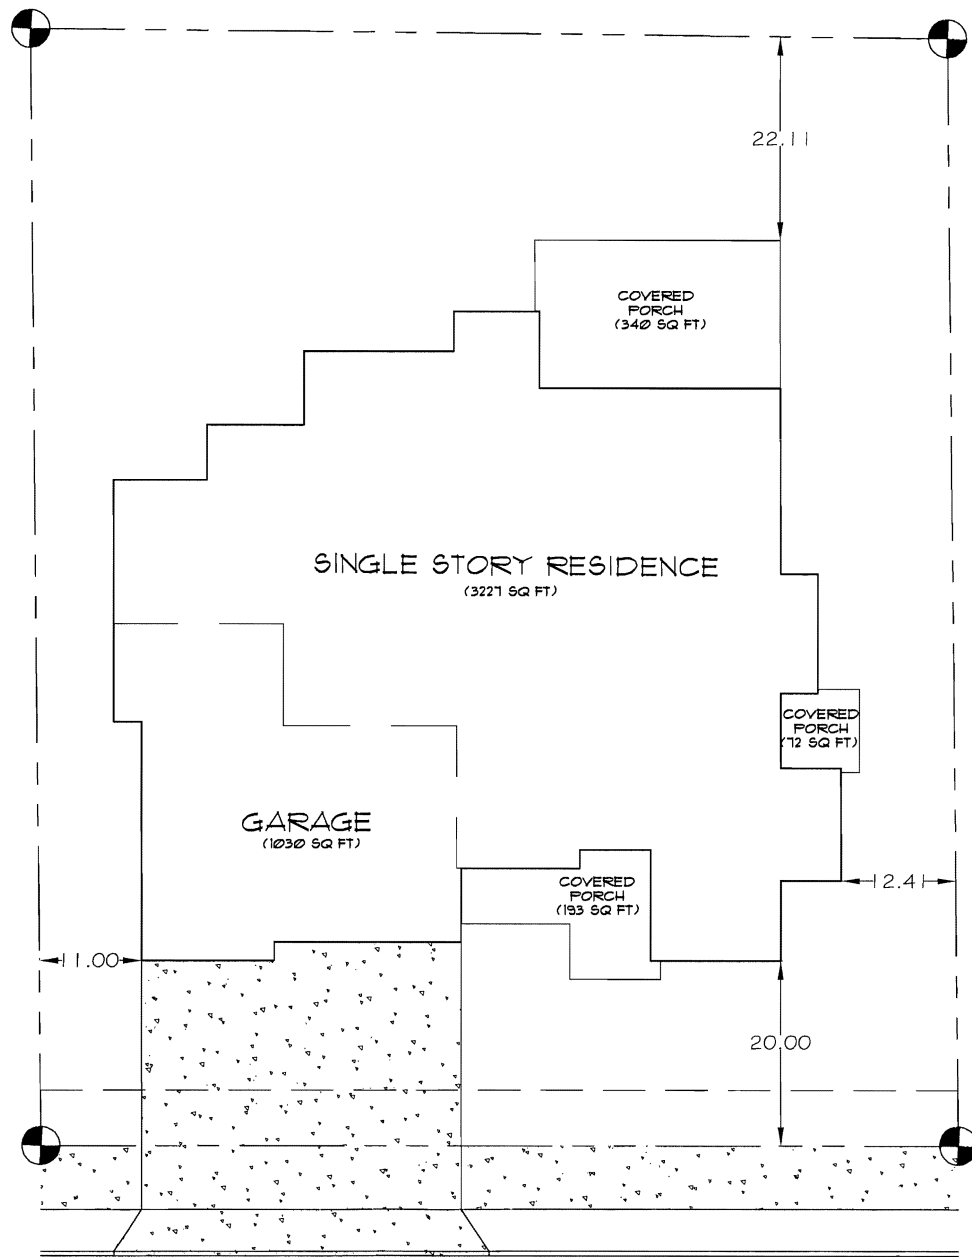 22.11
COVERED
PORCH
(340 SQ FT)
SINGLE STORY RESIDENCE
(3227 SQ FT)
COVERED
PORCH
(72 SQ FT)
GARAGE
(1030 SQ FT)
COVERED
PORCH
(193 SQ FT)
12.41
11.00
20.00